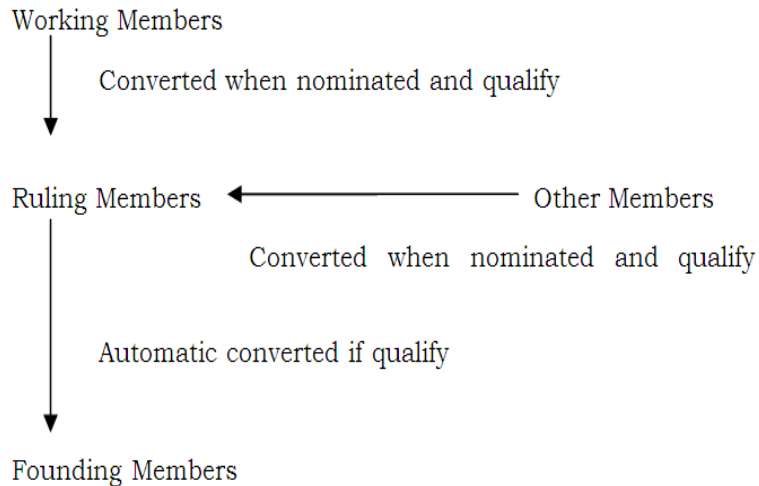 Working Members
Converted when nominated and qualify
Ruling Members
Other Members
Converted when nominated and qualify
Automatic converted if qualify
Founding Members